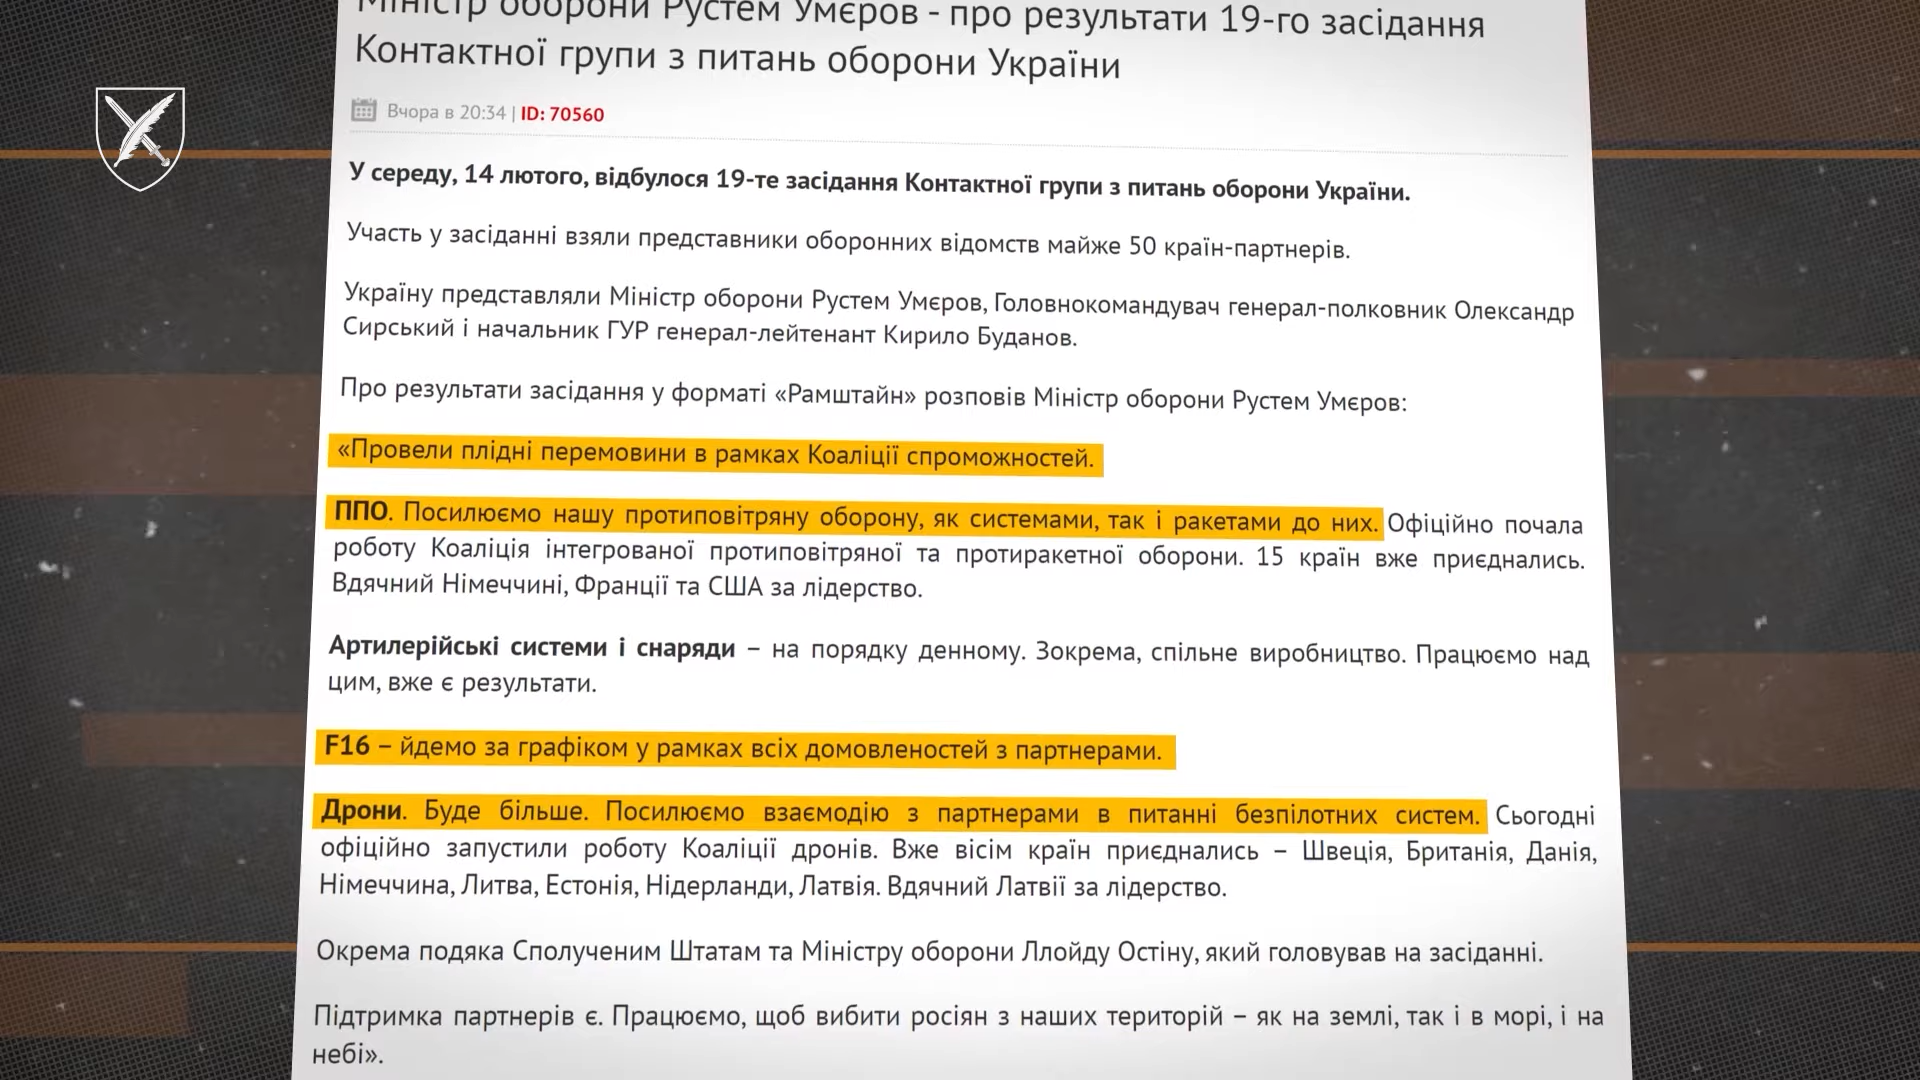 Міністр оборони Рустем Умєров - про результати 19-го засідання
Контактної групи з питань оборони України
Вчора в 20:34 | ID: 70560
У середу, 14 лютого, відбулося 19-те засідання Контактної групи з питань оборони України.
Участь у засіданні взяли представники оборонних відомств майже 50 країн-партнерів.
Україну представляли Міністр оборони Рустем Умєров, Головнокомандувач генерал-полковник Олександр
Сирський і начальник ГУР генерал-лейтенант Кирило Буданов.
Про результати засідання у форматі «Рамштайн» розповів Міністр оборони Рустем Умєров:
«Провели плідні перемовини в рамках Коаліції спроможностей.
ППО. Посилюємо нашу протиповітряну оборону, як системами, так і ракетами до них. Офіційно почала
роботу Коаліція інтегрованої протиповітряної та протиракетної оборони. 15 країн вже приєднались.
Вдячний Німеччині, Франції та США за лідерство.
Артилерійські системи і снаряди – на порядку денному. Зокрема, спільне виробництво. Працюємо над
цим, вже є результати.
F16 – йдемо за графіком у рамках всіх домовленостей з партнерами.
Дрони. Буде більше. Посилюємо взаємодію з партнерами в питанні безпілотних систем. Сьогодні
офіційно запустили роботу Коаліції дронів. Вже вісім країн приєднались – Швеція, Британія, Данія,
Німеччина, Литва, Естонія, Нідерланди, Латвія. Вдячний Латвії за лідерство.
Окрема подяка Сполученим Штатам та Міністру оборони Ллойду Остіну, який головував на засіданні.
Підтримка партнерів є. Працюємо, щоб вибити росіян з наших територій – як на землі, так і в морі, і на
небі».